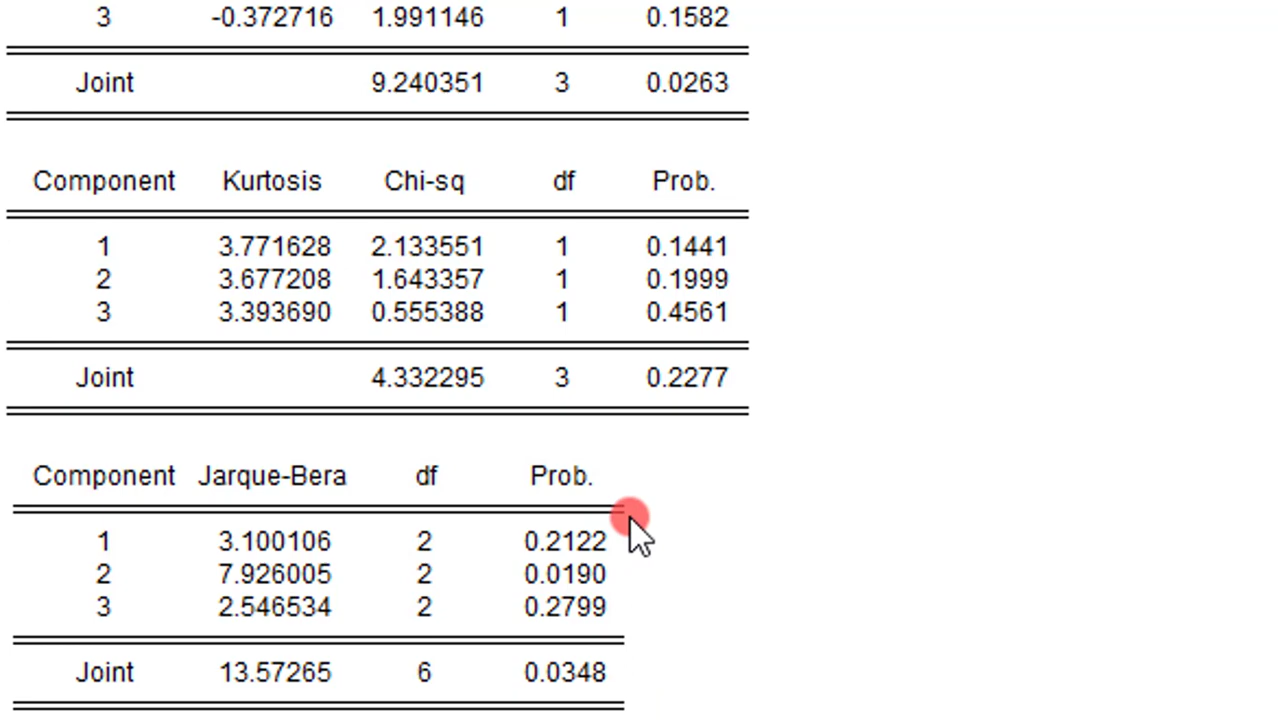 3 -0.372716 1.991146 1 0.1582
Joint 9.240351 3 0.0263
Component Kurtosis Chi-sq df Prob.
1 3.771628 2.133551 1 0.1441
2 3.677208 1.643357 1 0.1999
3 3.393690 0.555388 1 0.4561
Joint 4.332295 3 0.2277
Component Jarque-Bera df Prob.
1 3.100106 2 0.2122
2 7.926005 2 0.0190
3 2.546534 2 0.2799
Joint 13.57265 6 0.0348